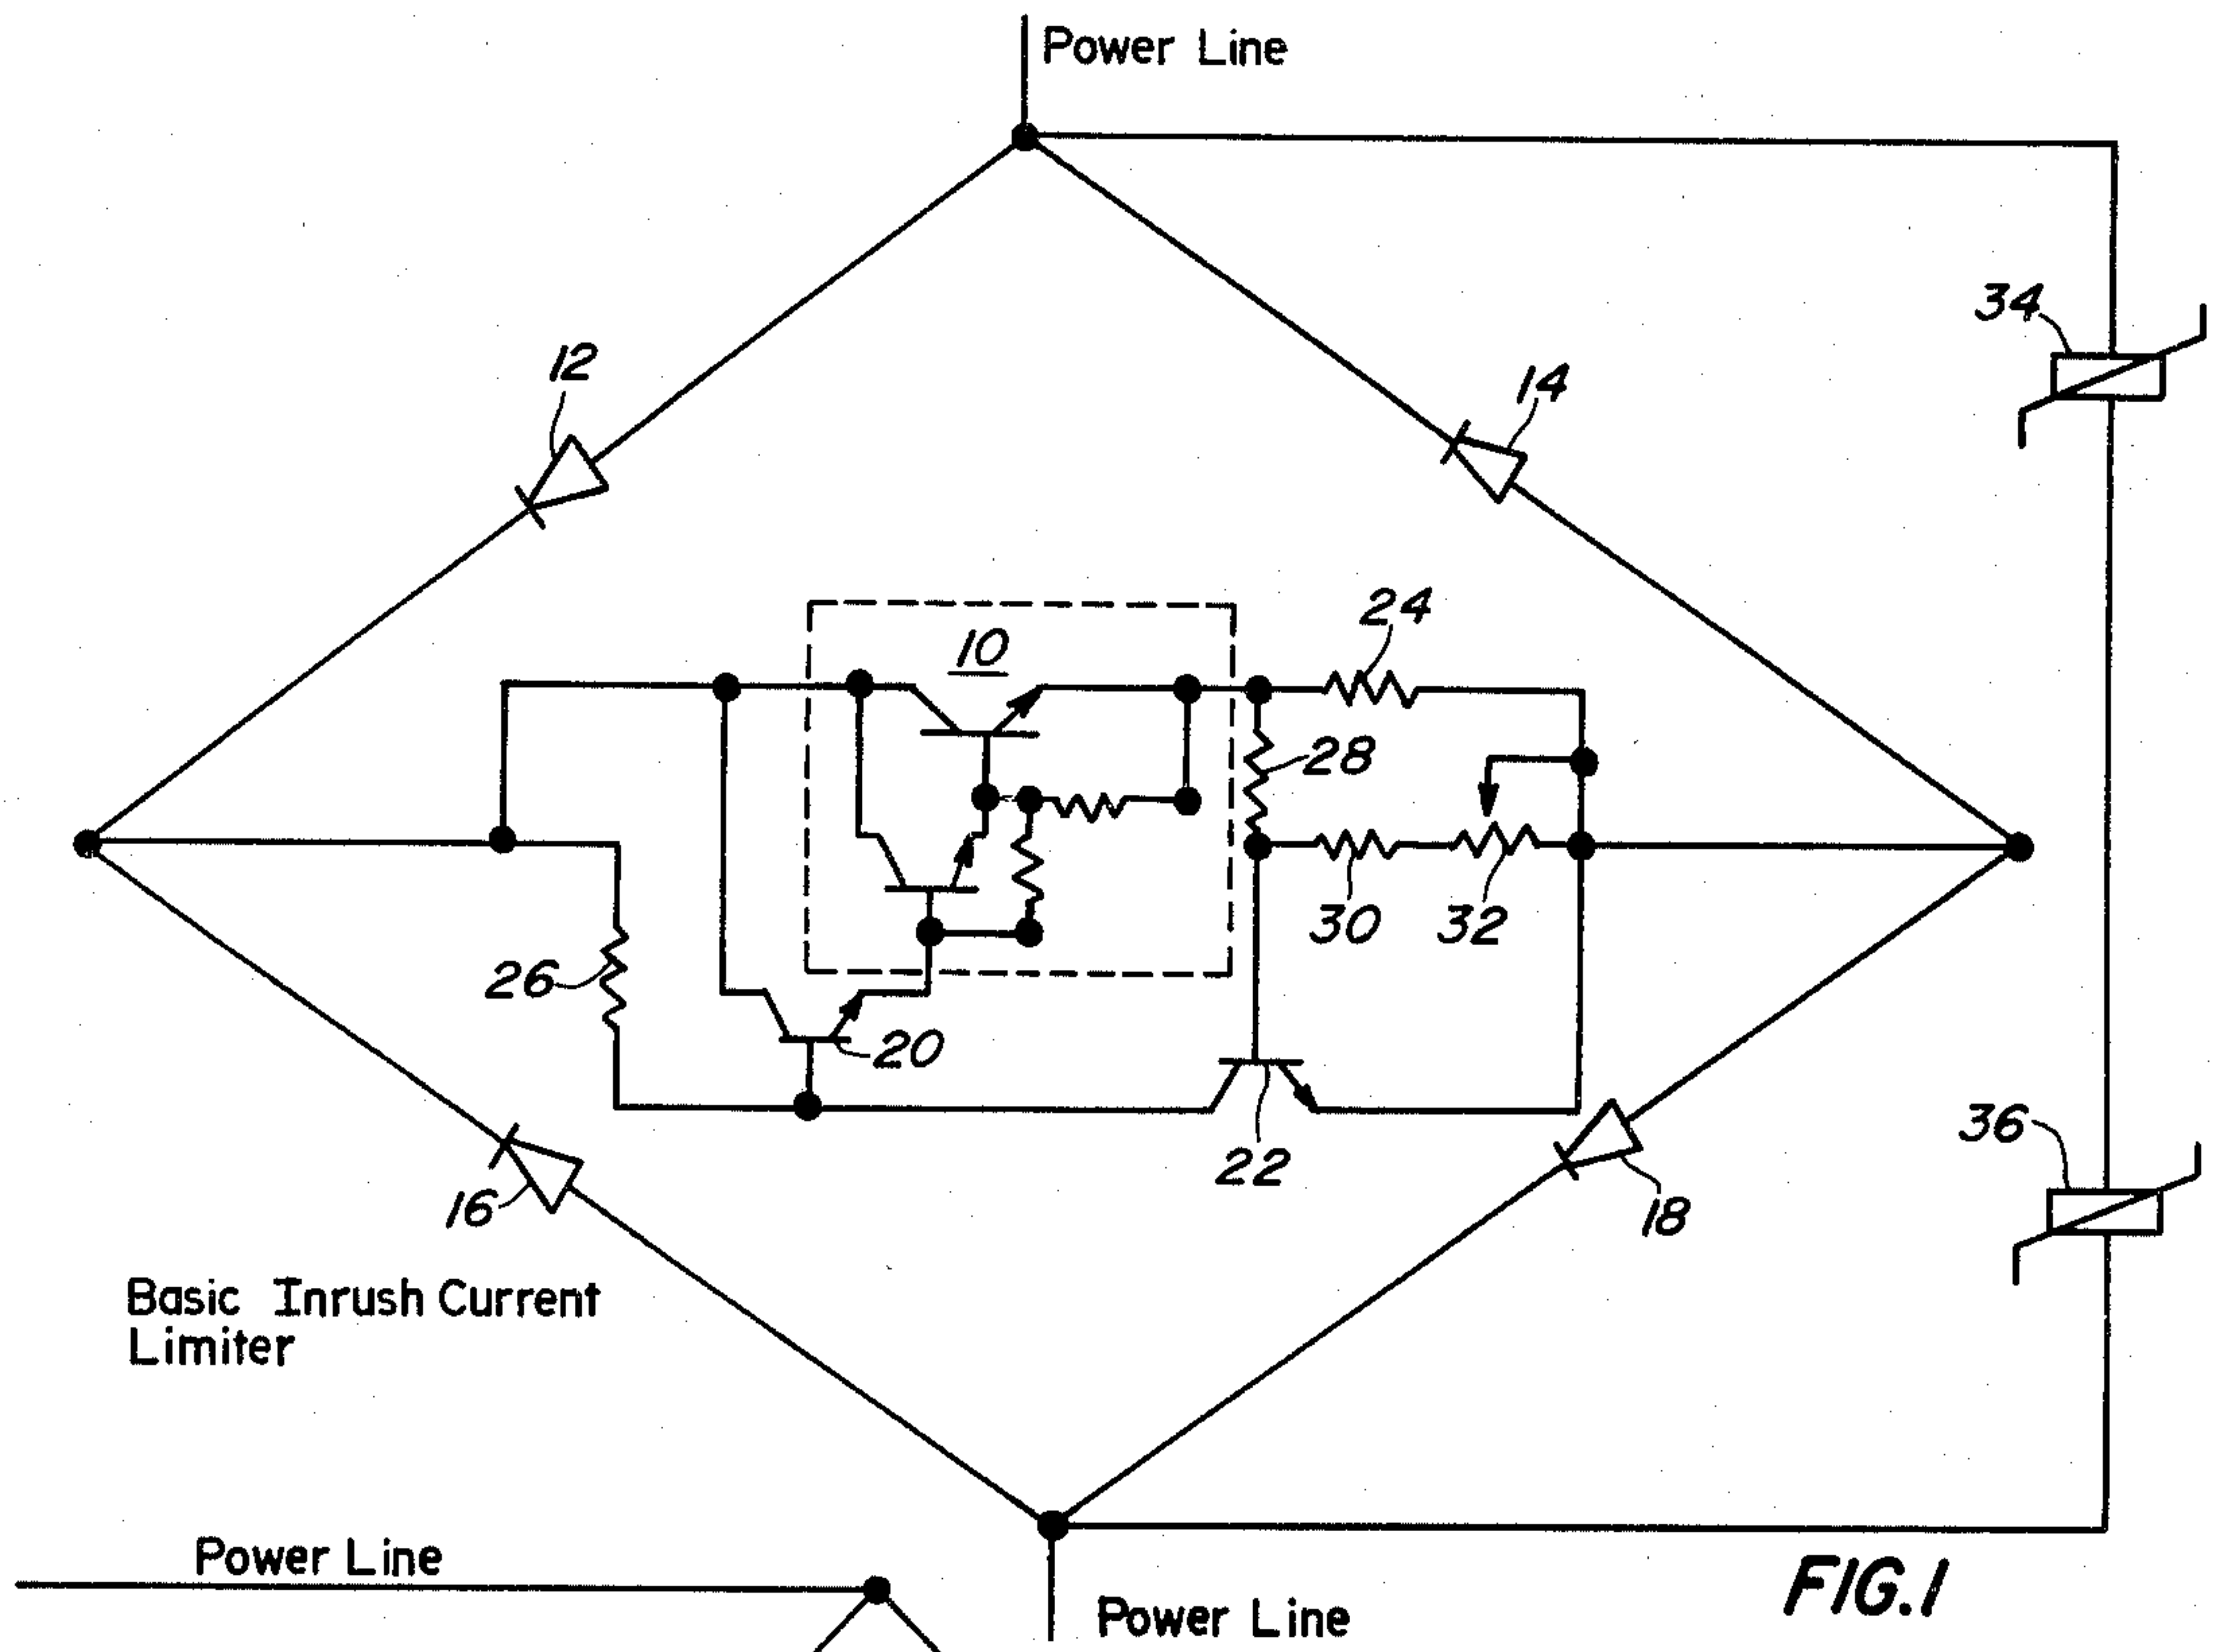 Power Line
34
12
14
24
10
28
30
32
26
20
36
22
16
18
Basic Inrush Current
Limiter
Power Line
FIG.1
Power Line